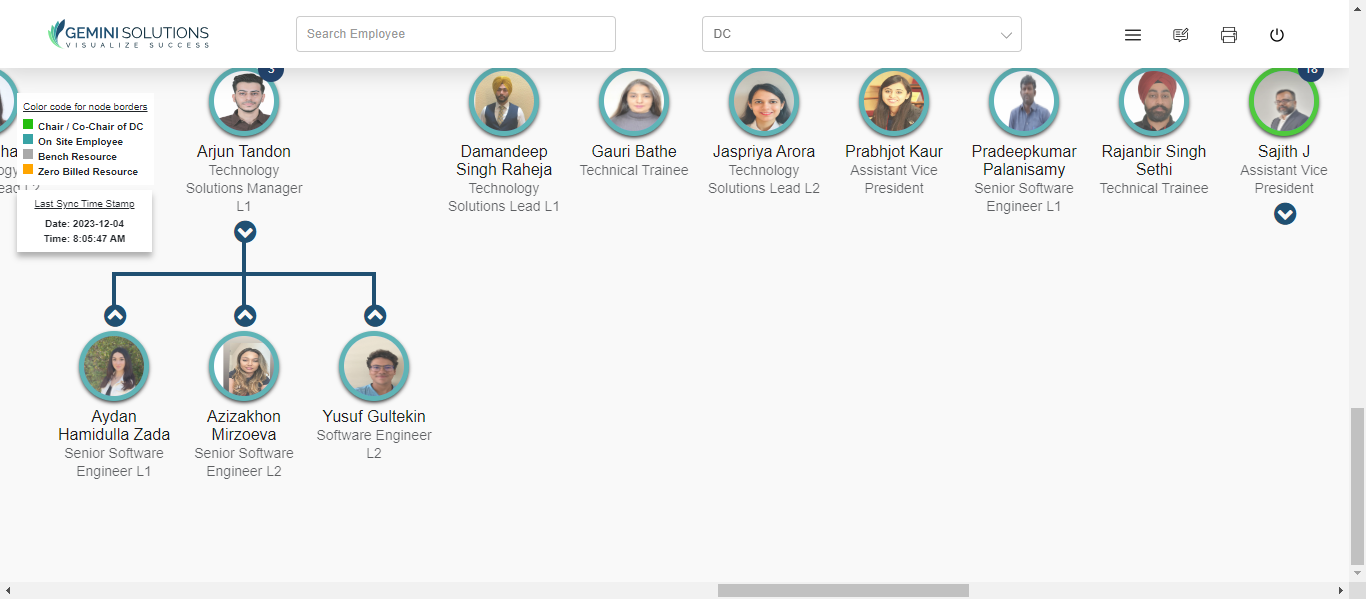 GEMINI SOLUTIONS
VISUALIZE SUCCESS
Search Employee
DC
3
18
Color code for node borders
Chair / Co-Chair of DC
On Site Employee
Bench Resource
Zero Billed Resource
Last Sync Time Stamp
Date: 2023-12-04
Time: 8:05:47 AM
Arjun Tandon
Technology
Solutions Manager
L1
Damandeep
Singh Raheja
Technology
Solutions Lead L1
Gauri Bathe
Technical Trainee
Jaspriya Arora
Technology
Solutions Lead L2
Prabhjot Kaur
Assistant Vice
President
Pradeepkumar
Palanisamy
Senior Software
Engineer L1
Rajanbir Singh
Sethi
Technical Trainee
Sajith J
Assistant Vice
President
Aydan
Hamidulla Zada
Senior Software
Engineer L1
Azizakhon
Mirzoeva
Senior Software
Engineer L2
Yusuf Gultekin
Software Engineer
L2